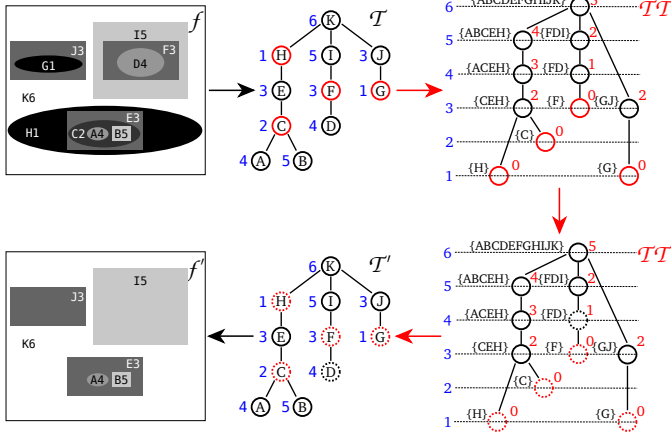 f
I5
J3
F3
G1
D4
K6
E3
H1
C2
A4
B5
𝒯
6 K
1 H 5 I 3 J
3 E 3 F 1 G
2 C 4 D
4 A 5 B
𝒯𝒯
6 {ABCDEFGHIJK} 5
5 {ABCEH} 4 {FDI} 2
4 {ACEH} 3 {FD} 1
3 {CEH} 2 {F} 0 {GJ} 2
2 {C} 0
1 {H} 0 {G} 0
f'
I5
J3
K6
E3
A4
B5
𝒯'
6 K
1 H 5 I 3 J
3 E 3 F 1 G
2 C 4 D
4 A 5 B
𝒯𝒯
6 {ABCDEFGHIJK} 5
5 {ABCEH} 4 {FDI} 2
4 {ACEH} 3 {FD} 1
3 {CEH} 2 {F} 0 {GJ} 2
2 {C} 0
1 {H} 0 {G} 0